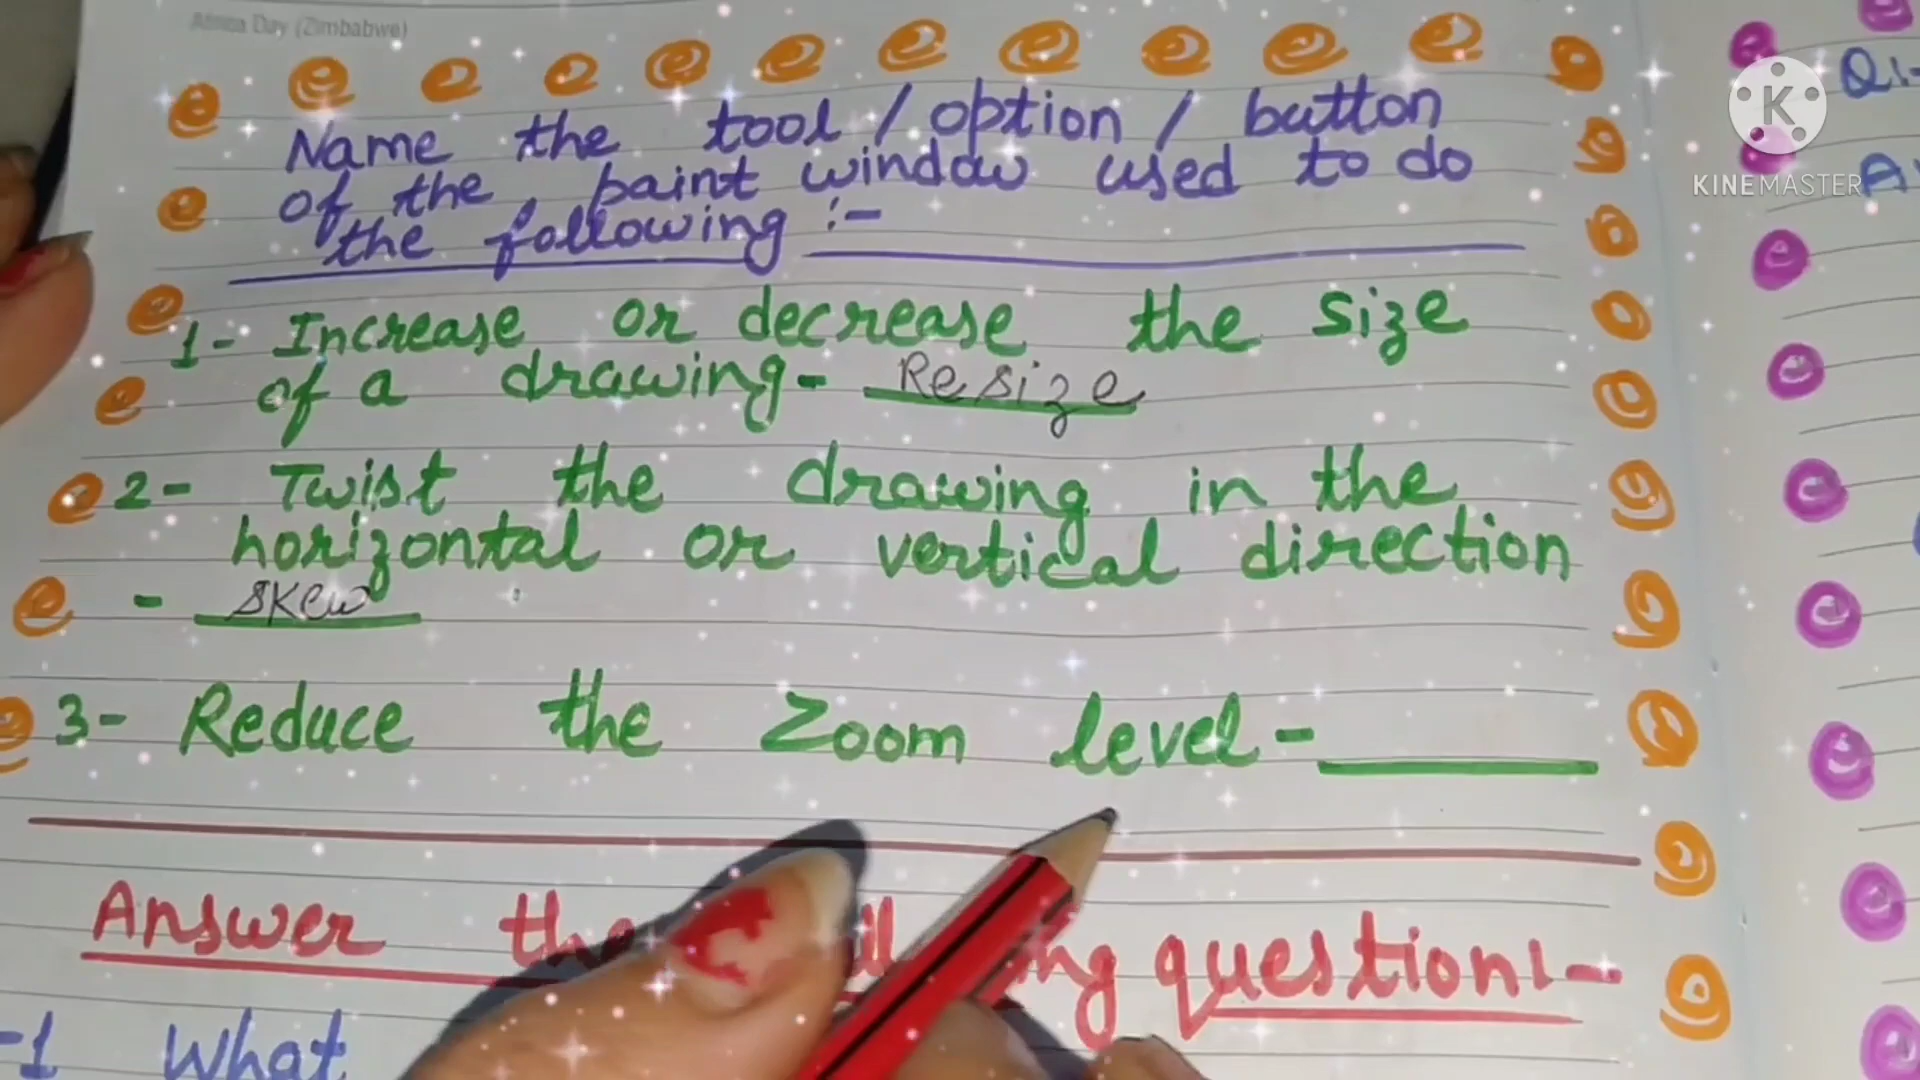 Africa Day (Zimbabwe)
Name the tool / option / button
of the paint window used to do
the following :-
1- Increase or decrease the size
of a drawing- Resize
2- Twist the drawing in the
horizontal or vertical direction
- skew
3- Reduce the Zoom level-
Answer the questions-
-1 What
Q1-
KINEMASTER